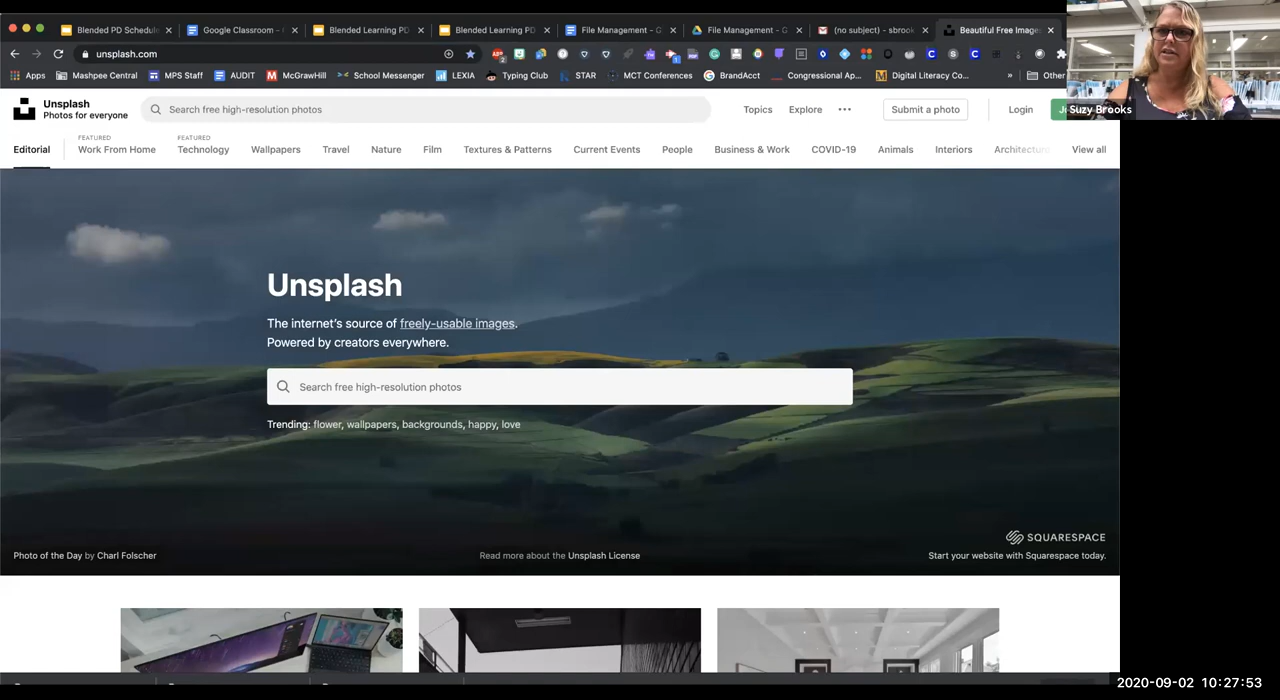 Blended PD Schedul
Google Classroom -
Blended Learning PD
Blended Learning PD
File Management - G
File Management - G
(no subject) - sbrook
Beautiful Free Images
unsplash.com
Apps
Mashpee Central
MPS Staff
AUDIT
McGrawHill
School Messenger
LEXIA
Typing Club
STAR
MCT Conferences
BrandAcct
Congressional Ap...
Digital Literacy Co...
»
Other
Suzy Brooks
Unsplash
Photos for everyone
Search free high-resolution photos
Topics
Explore
Submit a photo
Login
FEATURED
FEATURED
Editorial
Work From Home
Technology
Wallpapers
Travel
Nature
Film
Textures & Patterns
Current Events
People
Business & Work
COVID-19
Animals
Interiors
Architecture
View all
Unsplash
The internet's source of freely-usable images.
Powered by creators everywhere.
Search free high-resolution photos
Trending: flower, wallpapers, backgrounds, happy, love
SQUARESPACE
Photo of the Day by Charl Folscher
Read more about the Unsplash License
Start your website with Squarespace today.
2020-09-02 10:27:53